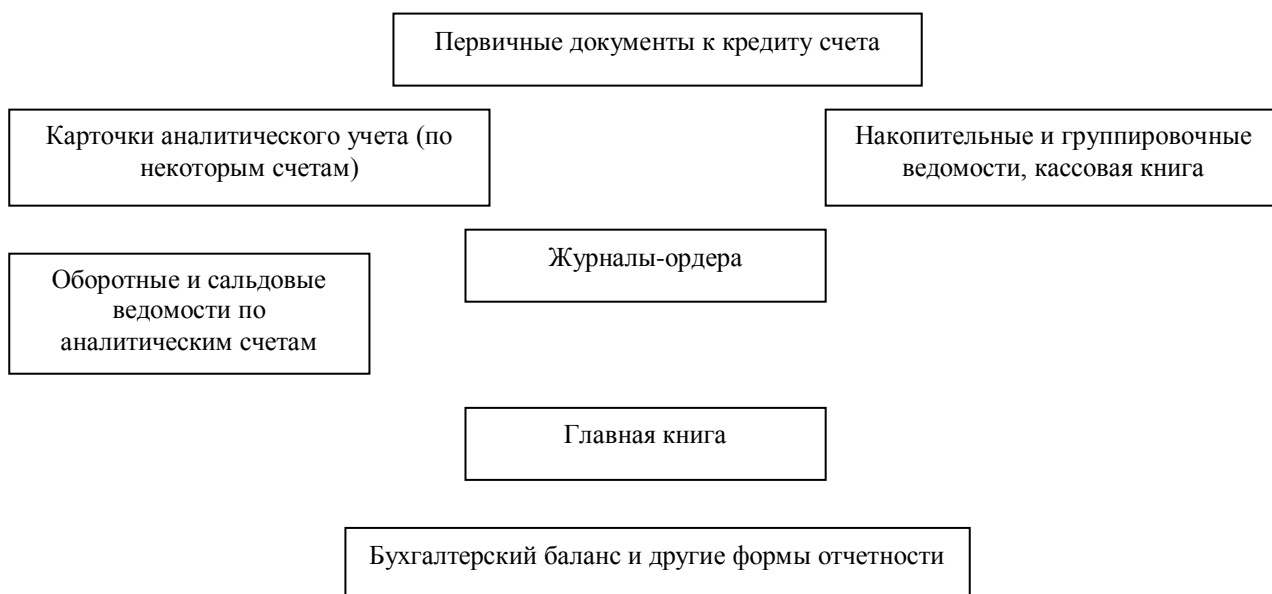 Первичные документы к кредиту счета
Карточки аналитического учета (по
некоторым счетам)
Накопительные и группировочные
ведомости, кассовая книга
Журналы-ордера
Оборотные и сальдовые
ведомости по
аналитическим счетам
Главная книга
Бухгалтерский баланс и другие формы отчетности